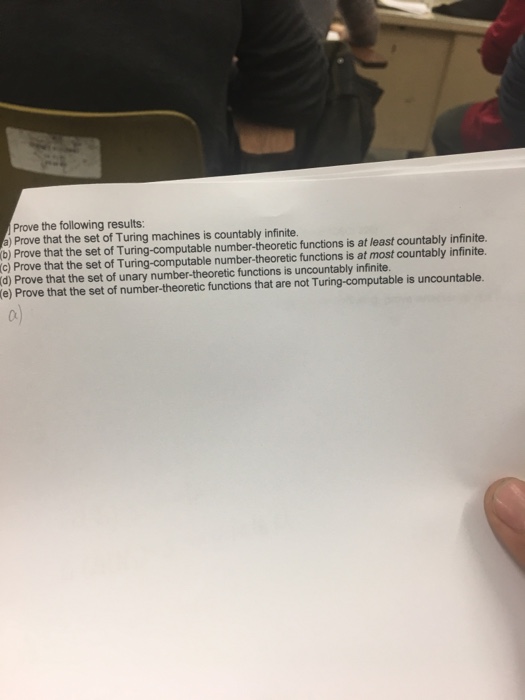 Prove the following results:
a) Prove that the set of Turing machines is countably infinite.
(b) Prove that the set of Turing-computable number-theoretic functions is at least countably infinite.
(c) Prove that the set of Turing-computable number-theoretic functions is at most countably infinite.
(d) Prove that the set of unary number-theoretic functions is uncountably infinite.
(e) Prove that the set of number-theoretic functions that are not Turing-computable is uncountable.
a)